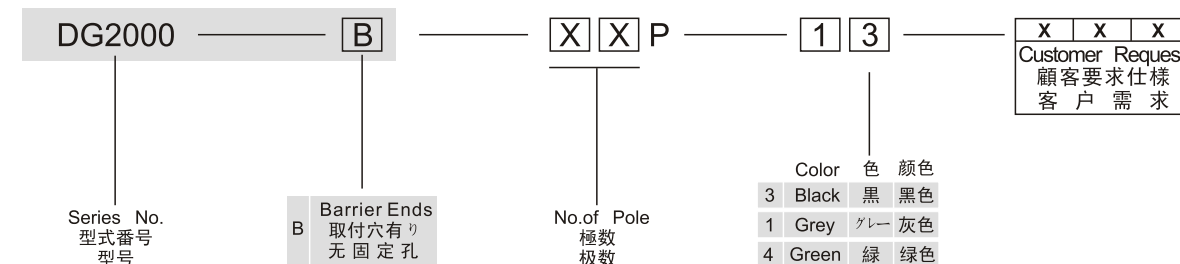 DG2000 B XX P 13 X X X
Customer Reques
顧客要求仕様
客户需求
Color 色 颜色
3 Black 黒 黑色
1 Grey グレー 灰色
4 Green 緑 绿色
Series No.
型式番号
型号
B Barrier Ends
取付穴有り
无固定孔
No.of Pole
極数
极数